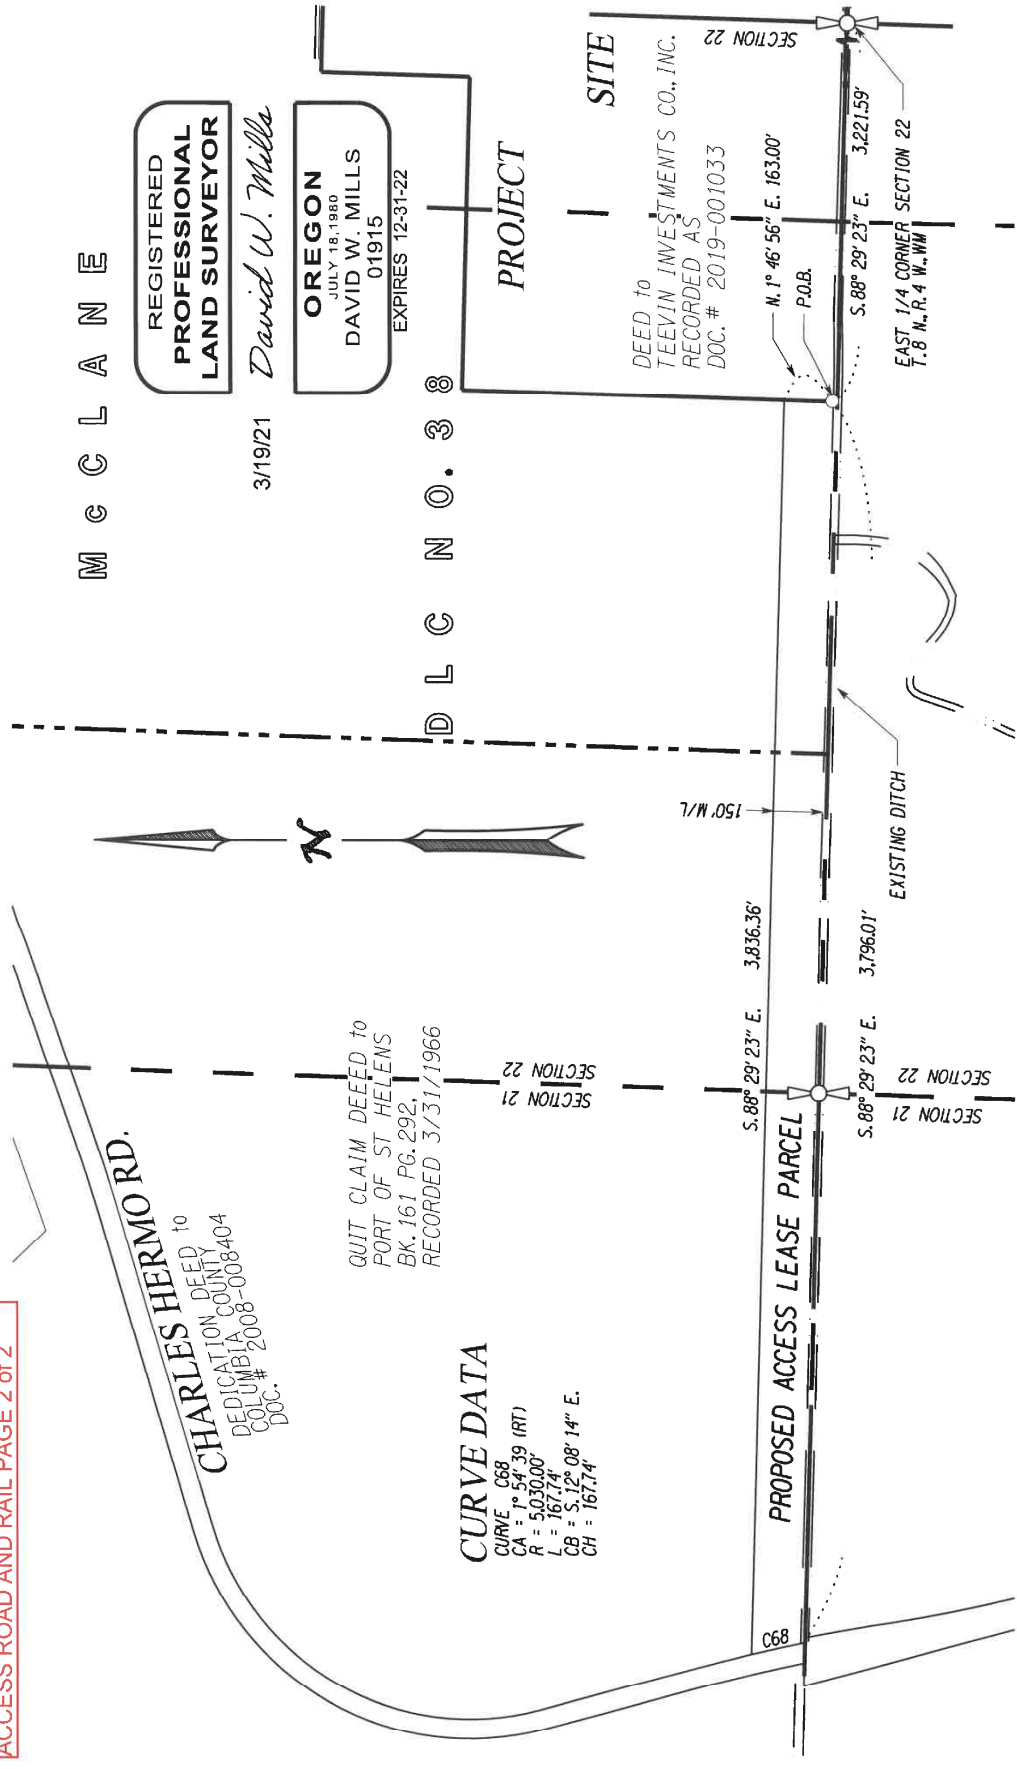 ACCESS ROAD AND RAIL PAGE 2 of 2
McCLANE
DLC NO. 38
REGISTERED
PROFESSIONAL
LAND SURVEYOR
3/19/21
David W. Mills
OREGON
JULY 18, 1980
DAVID W. MILLS
01915
EXPIRES 12-31-22
PROJECT SITE
N
CHARLES HERMO RD.
DEDICATION DEED to
COLUMBIA COUNTY
DOC. # 2008-008404
QUIT CLAIM DEEED to
PORT OF ST HELENS
BK. 161 PG. 292,
RECORDED 3/31/1966
DEED to
TEEVIN INVESTMENTS CO., INC.
RECORDED AS
DOC. # 2019-001033
CURVE DATA
CURVE C68
CA = 1° 54' 39 (RT)
R = 5,030.00'
L = 167.74'
CB = S. 12° 08' 14" E.
CH = 167.74'
SECTION 21
SECTION 22
SECTION 22
150' M/L
N. 1° 46' 56" E. 163.00'
P.O.B.
S. 88° 29' 23" E. 3,836.36'
C68
PROPOSED ACCESS LEASE PARCEL
S. 88° 29' 23" E. 3,796.01'
S. 88° 29' 23" E. 3,221.59'
SECTION 21
SECTION 22
EXISTING DITCH
EAST 1/4 CORNER SECTION 22
T. 8 N., R. 4 W., WM